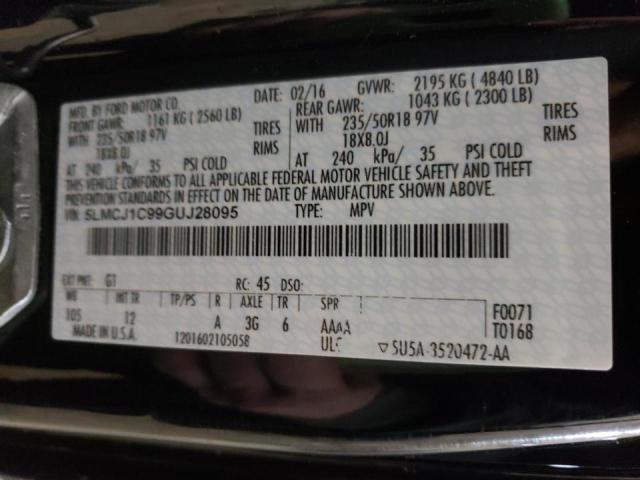 MFD. BY FORD MOTOR CO.
DATE: 02/16 GVWR: 2195 KG ( 4840 LB)
FRONT GAWR: 1161 KG ( 2560 LB)
REAR GAWR: 1043 KG ( 2300 LB)
WITH 235/50R18 97V TIRES
18X8.0J RIMS
AT 240 kPa/ 35 PSI COLD
WITH 235/50R18 97V TIRES
18X8.0J RIMS
AT 240 kPa/ 35 PSI COLD
THIS VEHICLE CONFORMS TO ALL APPLICABLE FEDERAL MOTOR VEHICLE SAFETY AND THEFT
PREVENTION STANDARDS IN EFFECT ON THE DATE OF MANUFACTURE SHOWN ABOVE.
VIN: 5LMCJ1C99GUJ28095 TYPE: MPV
EXT PNT: G1 RC: 45 DSO:
WB INT TR TP/PS R AXLE TR SPR
105 12 A 3G 6 AAAA
F0071
T0168
MADE IN U.S.A. 1201602105058
▽5U5A-3520472-AA